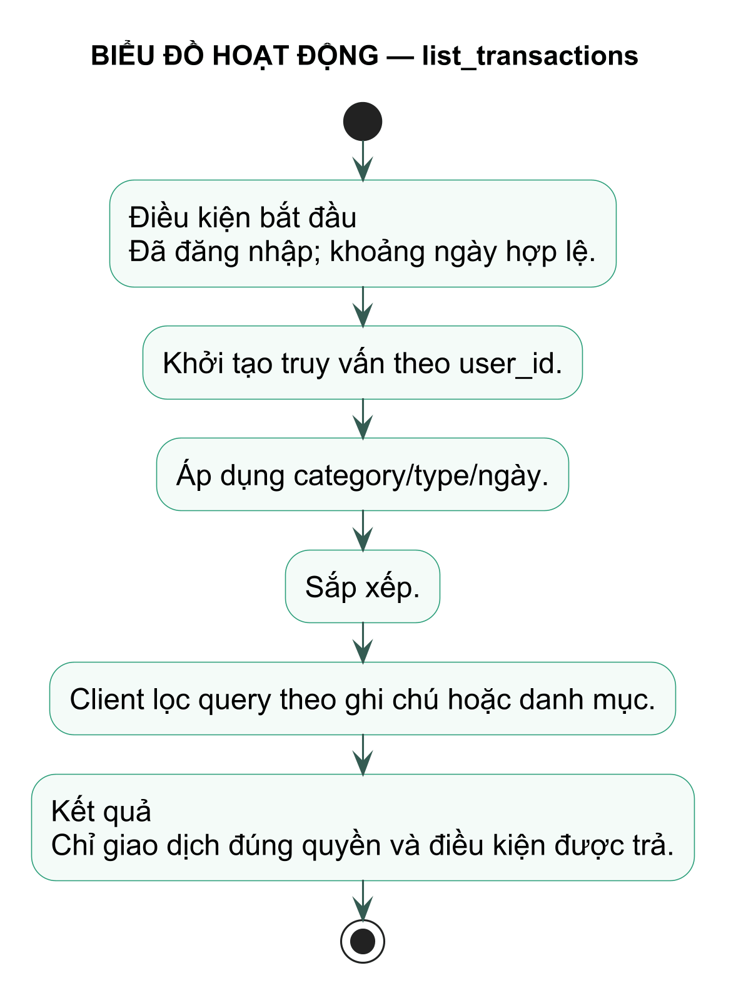 BIỂU ĐỒ HOẠT ĐỘNG — list_transactions
Điều kiện bắt đầu
Đã đăng nhập; khoảng ngày hợp lệ.
Khởi tạo truy vấn theo user_id.
Áp dụng category/type/ngày.
Sắp xếp.
Client lọc query theo ghi chú hoặc danh mục.
Kết quả
Chỉ giao dịch đúng quyền và điều kiện được trả.